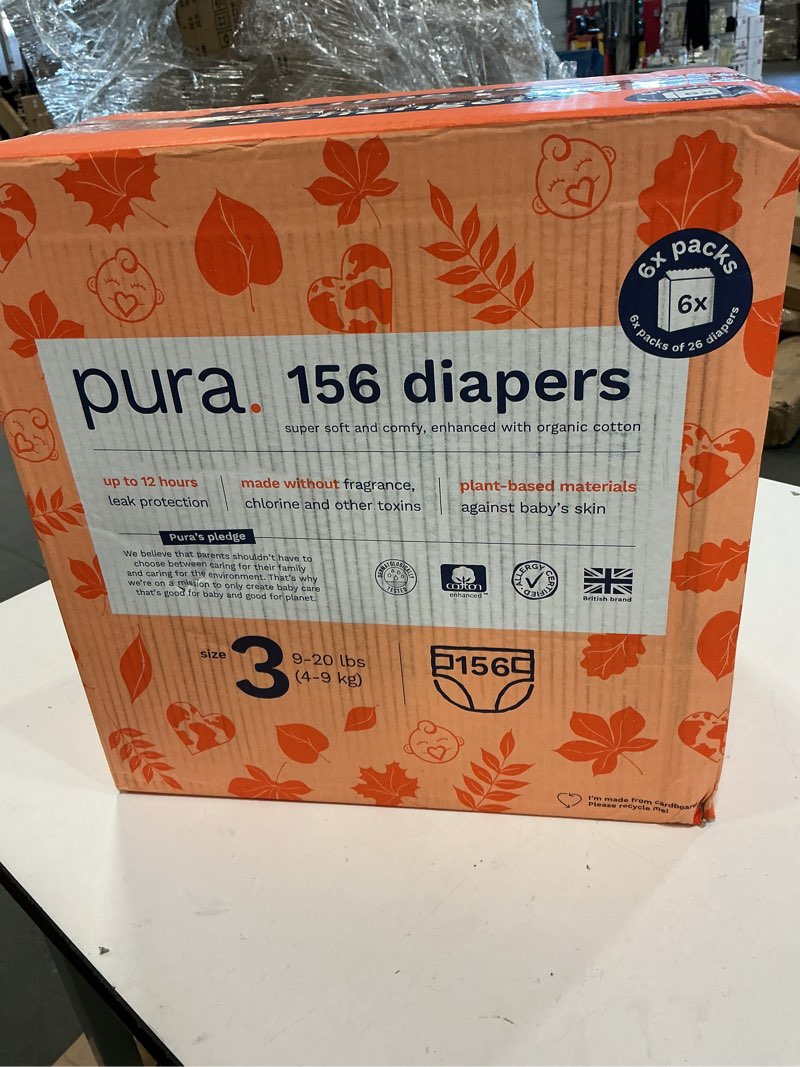 6x packs
6x
6x packs of 26 diapers
pura. 156 diapers
super soft and comfy, enhanced with organic cotton
up to 12 hours
leak protection
made without fragrance,
chlorine and other toxins
plant-based materials
against baby's skin
Pura's pledge
We believe that parents shouldn't have to
choose between caring for their family
and caring for the environment. That's why
we're on a mission to only create baby care
that's good for baby and good for planet.
DERMATOLOGICALLY
TESTED
cotton
enhanced™
ALLERGY
CERTIFIED
British brand
size 3
9-20 lbs
(4-9 kg)
156
I'm made from cardboard
Please recycle me!